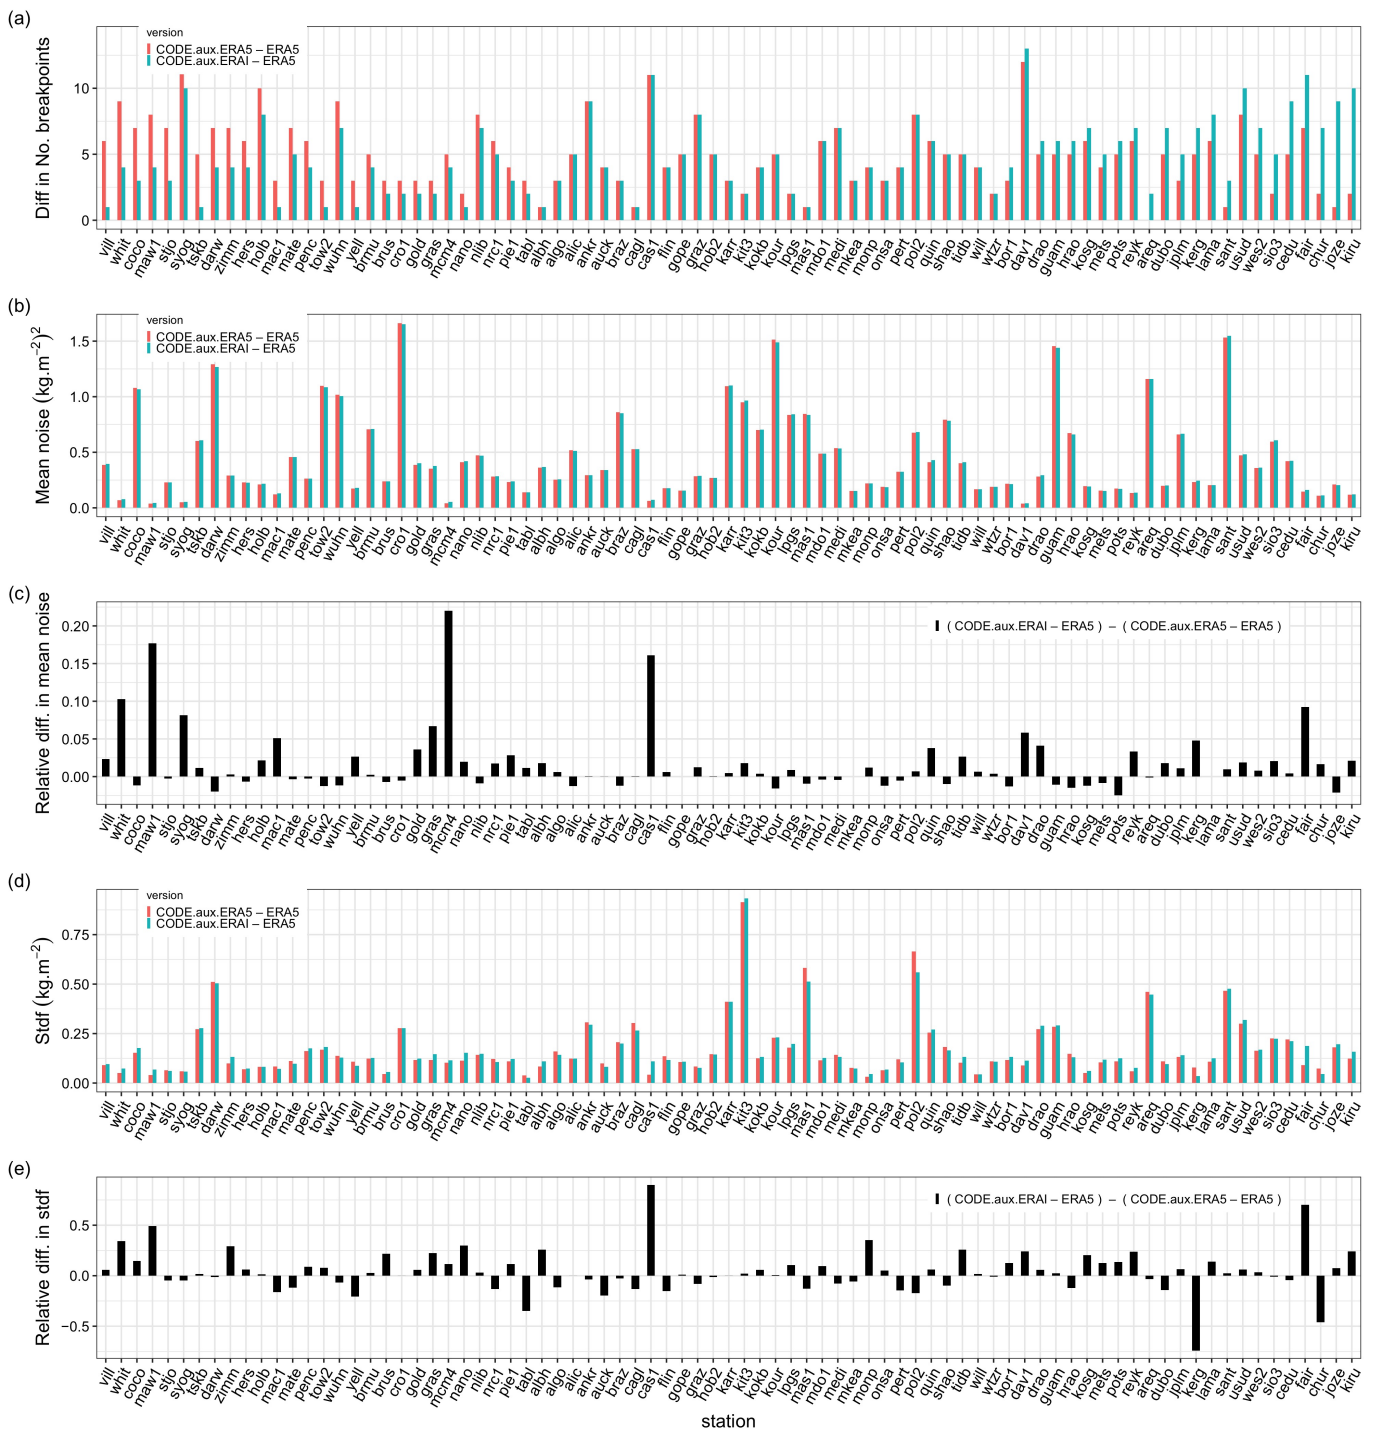 (a)
version
CODE.aux.ERA5 – ERA5
CODE.aux.ERAI – ERA5
Diff in No. breakpoints
10
5
0
vill whit coco maw1 stjo syog tskb darw zimm hers holb mac1 mate penc tow2 wuhn yell brmu brus cro1 gold gras mcm4 nano nlib nrc1 pie1 tabl albh algo alic ankr auck braz cagl cas1 flin gope graz hob2 karr kit3 kokb kour lpgs mas1 mdo1 medi mkea monp onsa pert pol2 quin shao tidb will wtzr bor1 dav1 drao guam hrao kosg mets pots reyk areq dubo jplm kerg lama sant usud wes2 sio3 cedu fair chur joze kiru
(b)
version
CODE.aux.ERA5 – ERA5
CODE.aux.ERAI – ERA5
Mean noise (kg.m−2)2
1.5
1.0
0.5
0.0
vill whit coco maw1 stjo syog tskb darw zimm hers holb mac1 mate penc tow2 wuhn yell brmu brus cro1 gold gras mcm4 nano nlib nrc1 pie1 tabl albh algo alic ankr auck braz cagl cas1 flin gope graz hob2 karr kit3 kokb kour lpgs mas1 mdo1 medi mkea monp onsa pert pol2 quin shao tidb will wtzr bor1 dav1 drao guam hrao kosg mets pots reyk areq dubo jplm kerg lama sant usud wes2 sio3 cedu fair chur joze kiru
(c)
( CODE.aux.ERAI – ERA5 ) – ( CODE.aux.ERA5 – ERA5 )
Relative diff. in mean noise
0.20
0.15
0.10
0.05
0.00
vill whit coco maw1 stjo syog tskb darw zimm hers holb mac1 mate penc tow2 wuhn yell brmu brus cro1 gold gras mcm4 nano nlib nrc1 pie1 tabl albh algo alic ankr auck braz cagl cas1 flin gope graz hob2 karr kit3 kokb kour lpgs mas1 mdo1 medi mkea monp onsa pert pol2 quin shao tidb will wtzr bor1 dav1 drao guam hrao kosg mets pots reyk areq dubo jplm kerg lama sant usud wes2 sio3 cedu fair chur joze kiru
(d)
version
CODE.aux.ERA5 – ERA5
CODE.aux.ERAI – ERA5
Stdf (kg.m−2)
0.75
0.50
0.25
0.00
vill whit coco maw1 stjo syog tskb darw zimm hers holb mac1 mate penc tow2 wuhn yell brmu brus cro1 gold gras mcm4 nano nlib nrc1 pie1 tabl albh algo alic ankr auck braz cagl cas1 flin gope graz hob2 karr kit3 kokb kour lpgs mas1 mdo1 medi mkea monp onsa pert pol2 quin shao tidb will wtzr bor1 dav1 drao guam hrao kosg mets pots reyk areq dubo jplm kerg lama sant usud wes2 sio3 cedu fair chur joze kiru
(e)
( CODE.aux.ERAI – ERA5 ) – ( CODE.aux.ERA5 – ERA5 )
Relative diff. in stdf
0.5
0.0
−0.5
vill whit coco maw1 stjo syog tskb darw zimm hers holb mac1 mate penc tow2 wuhn yell brmu brus cro1 gold gras mcm4 nano nlib nrc1 pie1 tabl albh algo alic ankr auck braz cagl cas1 flin gope graz hob2 karr kit3 kokb kour lpgs mas1 mdo1 medi mkea monp onsa pert pol2 quin shao tidb will wtzr bor1 dav1 drao guam hrao kosg mets pots reyk areq dubo jplm kerg lama sant usud wes2 sio3 cedu fair chur joze kiru
station